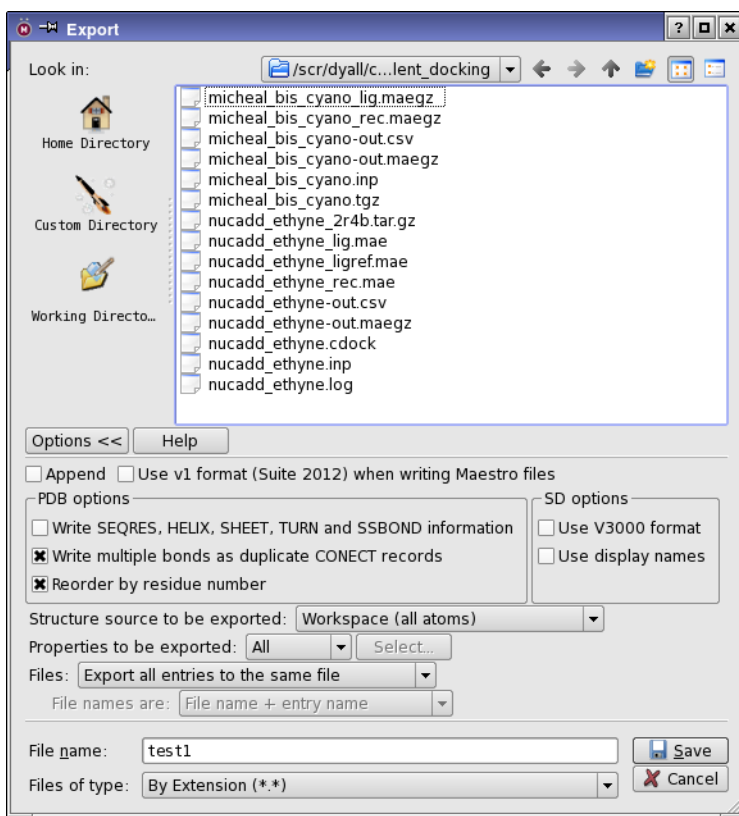 Export
Look in: /scr/dyall/c...lent_docking
Home Directory
Custom Directory
Working Directo...
micheal_bis_cyano_lig.maegz
micheal_bis_cyano_rec.maegz
micheal_bis_cyano-out.csv
micheal_bis_cyano-out.maegz
micheal_bis_cyano.inp
micheal_bis_cyano.tgz
nucadd_ethyne_2r4b.tar.gz
nucadd_ethyne_lig.mae
nucadd_ethyne_ligref.mae
nucadd_ethyne_rec.mae
nucadd_ethyne-out.csv
nucadd_ethyne-out.maegz
nucadd_ethyne.cdock
nucadd_ethyne.inp
nucadd_ethyne.log
Options << Help
Append Use v1 format (Suite 2012) when writing Maestro files
PDB options
Write SEQRES, HELIX, SHEET, TURN and SSBOND information
Write multiple bonds as duplicate CONECT records
Reorder by residue number
SD options
Use V3000 format
Use display names
Structure source to be exported: Workspace (all atoms)
Properties to be exported: All Select...
Files: Export all entries to the same file
File names are: File name + entry name
File name: test1 Save
Files of type: By Extension (*.*) Cancel